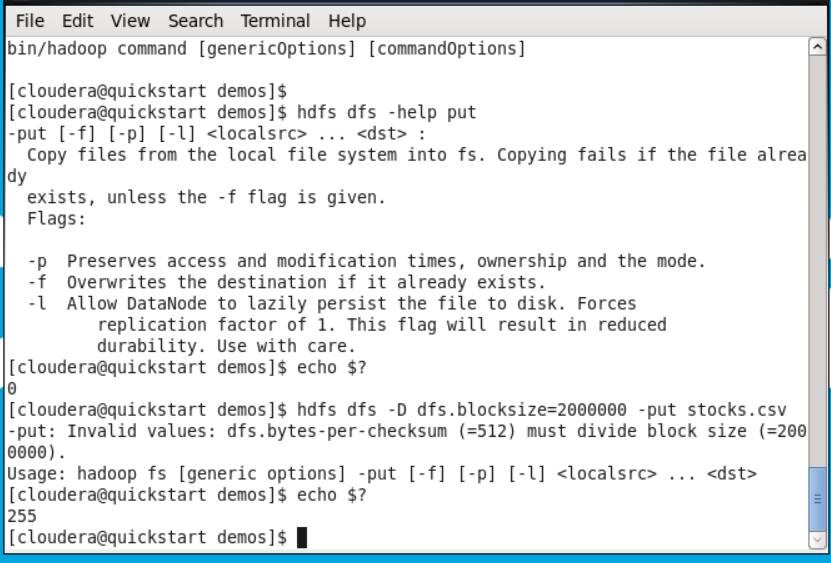 File Edit View Search Terminal Help
bin/hadoop command [genericOptions] [commandOptions]
[cloudera@quickstart demos]$
[cloudera@quickstart demos]$ hdfs dfs -help put
-put [-f] [-p] [-l] <localsrc> ... <dst> :
  Copy files from the local file system into fs. Copying fails if the file alrea
dy
  exists, unless the -f flag is given.
  Flags:
  -p  Preserves access and modification times, ownership and the mode.
  -f  Overwrites the destination if it already exists.
  -l  Allow DataNode to lazily persist the file to disk. Forces
         replication factor of 1. This flag will result in reduced
         durability. Use with care.
[cloudera@quickstart demos]$ echo $?
0
[cloudera@quickstart demos]$ hdfs dfs -D dfs.blocksize=2000000 -put stocks.csv
-put: Invalid values: dfs.bytes-per-checksum (=512) must divide block size (=200
0000).
Usage: hadoop fs [generic options] -put [-f] [-p] [-l] <localsrc> ... <dst>
[cloudera@quickstart demos]$ echo $?
255
[cloudera@quickstart demos]$